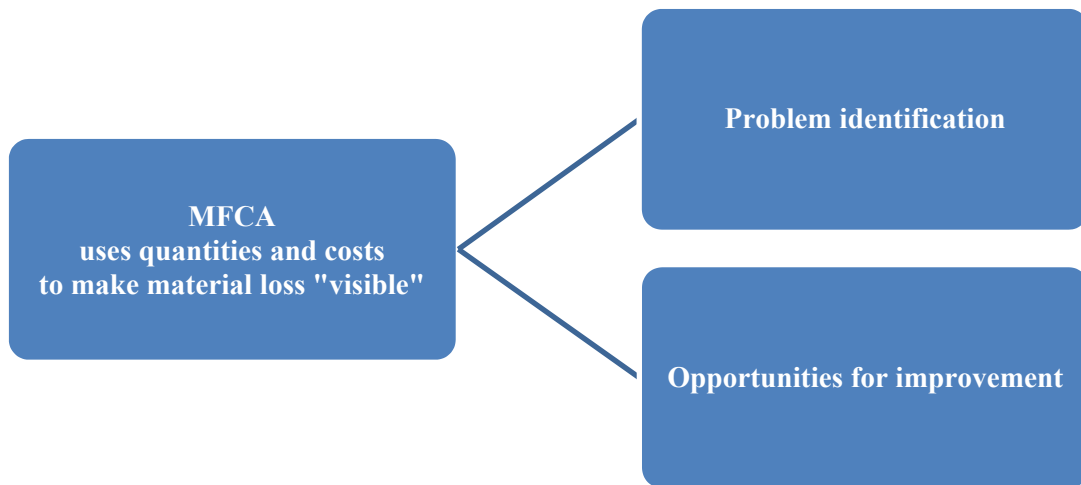 MFCA
uses quantities and costs
to make material loss "visible"
Problem identification
Opportunities for improvement